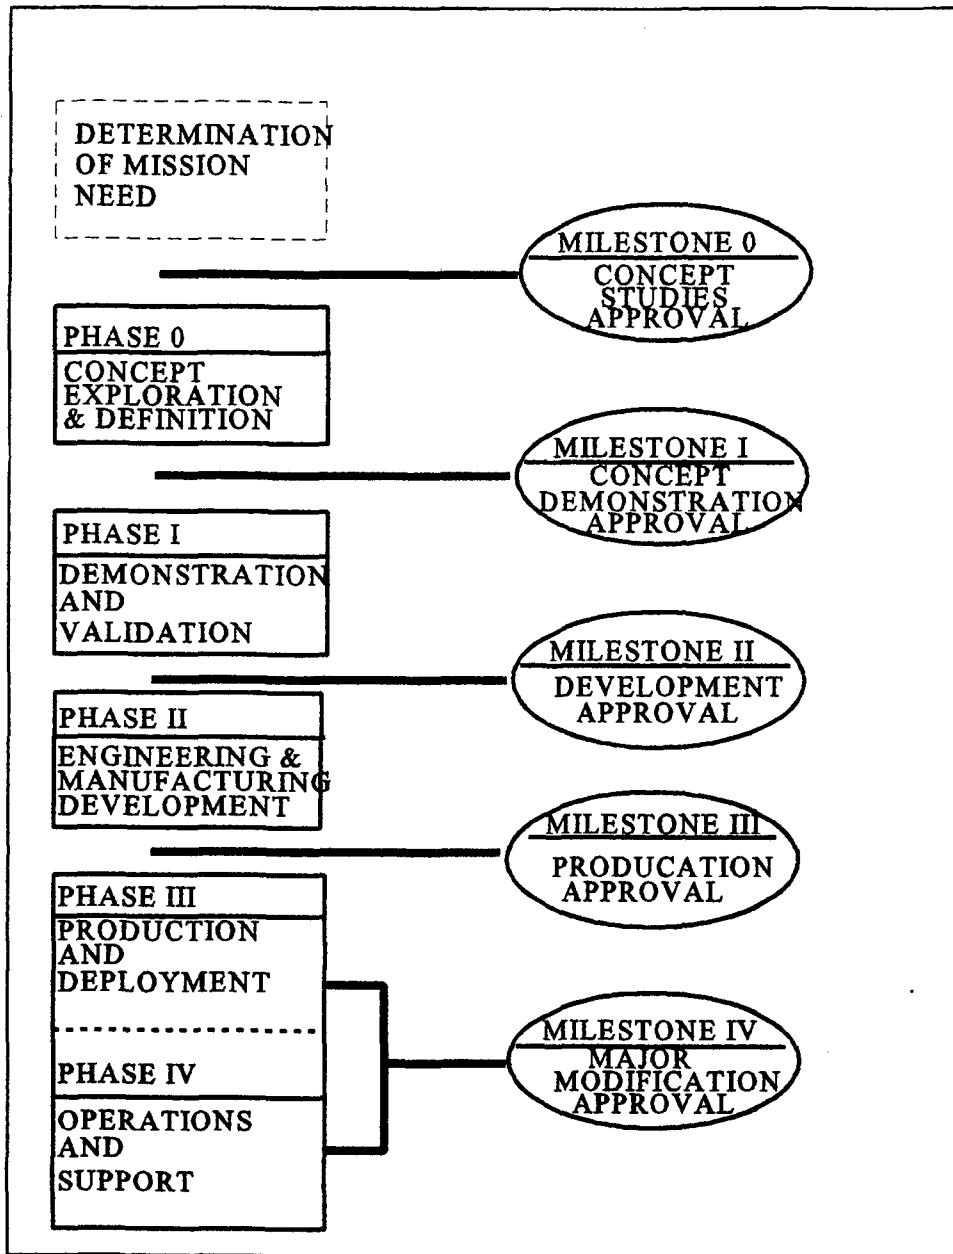 DETERMINATION
OF MISSION
NEED
MILESTONE 0
CONCEPT
STUDIES
APPROVAL
PHASE 0
CONCEPT
EXPLORATION
& DEFINITION
MILESTONE I
CONCEPT
DEMONSTRATION
APPROVAL
PHASE I
DEMONSTRATION
AND
VALIDATION
MILESTONE II
DEVELOPMENT
APPROVAL
PHASE II
ENGINEERING &
MANUFACTURING
DEVELOPMENT
MILESTONE III
PRODUCATION
APPROVAL
PHASE III
PRODUCTION
AND
DEPLOYMENT
MILESTONE IV
MAJOR
MODIFICATION
APPROVAL
PHASE IV
OPERATIONS
AND
SUPPORT